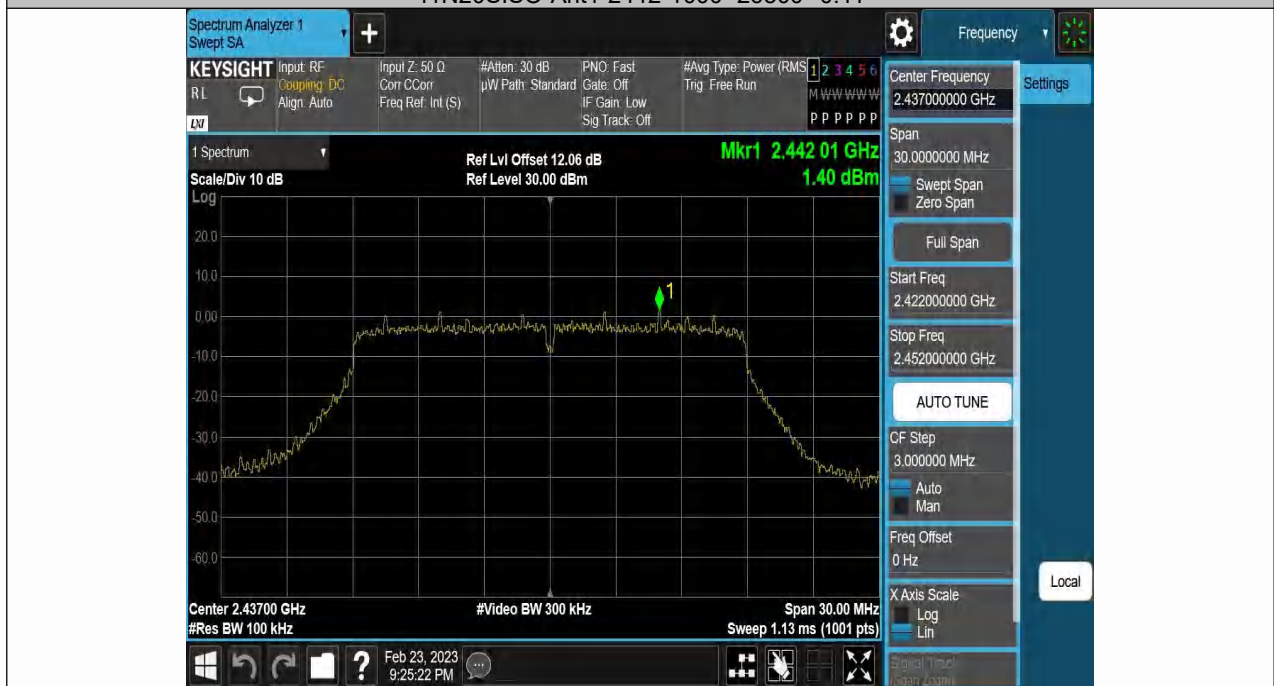 Spectrum Analyzer 1
Swept SA
+
Frequency
KEYSIGHT
RL
LXI
Input: RF
Coupling: DC
Align: Auto
Input Z: 50 Ω
Corr CCorr
Freq Ref: Int (S)
#Atten: 30 dB
µW Path: Standard
PNO: Fast
Gate: Off
IF Gain: Low
Sig Track: Off
#Avg Type: Power (RMS
Trig: Free Run
1 2 3 4 5 6
M W W W W W
P P P P P P
Center Frequency
2.437000000 GHz
Settings
1 Spectrum
Scale/Div 10 dB
Log
Ref Lvl Offset 12.06 dB
Ref Level 30.00 dBm
Mkr1 2.442 01 GHz
1.40 dBm
20.0
10.0
0.00
-10.0
-20.0
-30.0
-40.0
-50.0
-60.0
1
Center 2.43700 GHz
#Res BW 100 kHz
#Video BW 300 kHz
Span 30.00 MHz
Sweep 1.13 ms (1001 pts)
Span
30.0000000 MHz
Swept Span
Zero Span
Full Span
Start Freq
2.422000000 GHz
Stop Freq
2.452000000 GHz
AUTO TUNE
CF Step
3.000000 MHz
Auto
Man
Freq Offset
0 Hz
X Axis Scale
Log
Lin
Signal Track
(Span Zoom)
Local
?
Feb 23, 2023
9:25:22 PM